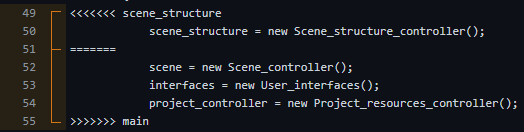 49 <<<<<<< scene_structure
50 scene_structure = new Scene_structure_controller();
51 =======
52 scene = new Scene_controller();
53 interfaces = new User_interfaces();
54 project_controller = new Project_resources_controller();
55 >>>>>>> main